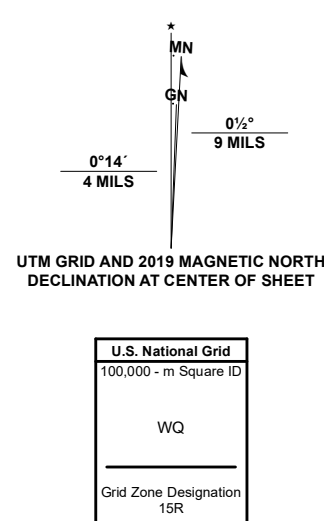 ★
MN
GN
0½°
9 MILS
0°14´
4 MILS
UTM GRID AND 2019 MAGNETIC NORTH
DECLINATION AT CENTER OF SHEET
U.S. National Grid
100,000 - m Square ID
WQ
Grid Zone Designation
15R